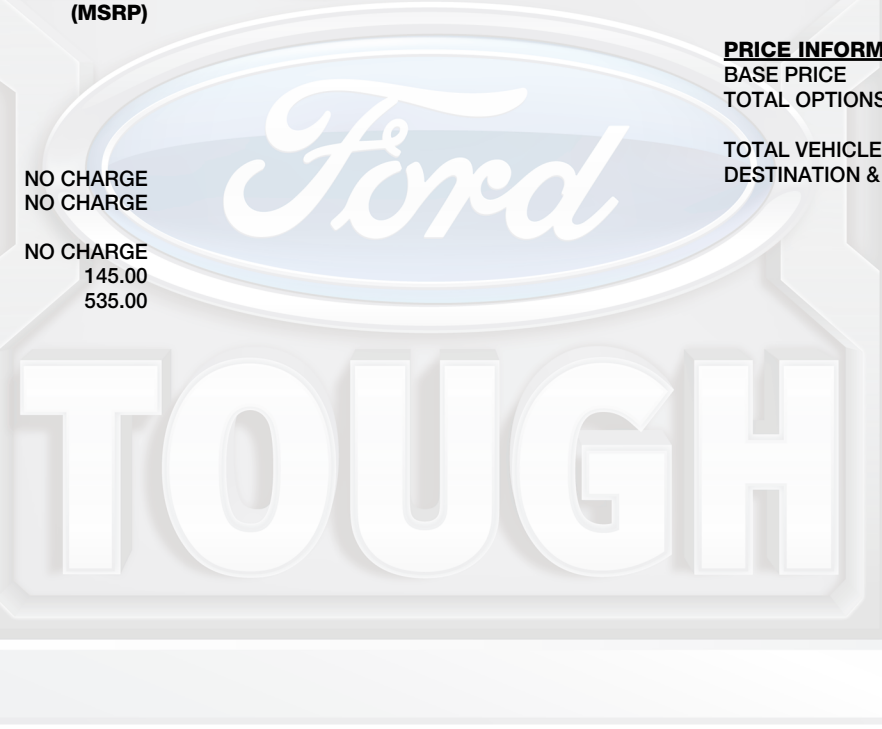 (MSRP)
NO CHARGE
NO CHARGE
NO CHARGE
145.00
535.00
PRICE INFORM
BASE PRICE
TOTAL OPTIONS
TOTAL VEHICLE
DESTINATION &
Ford
TOUGH